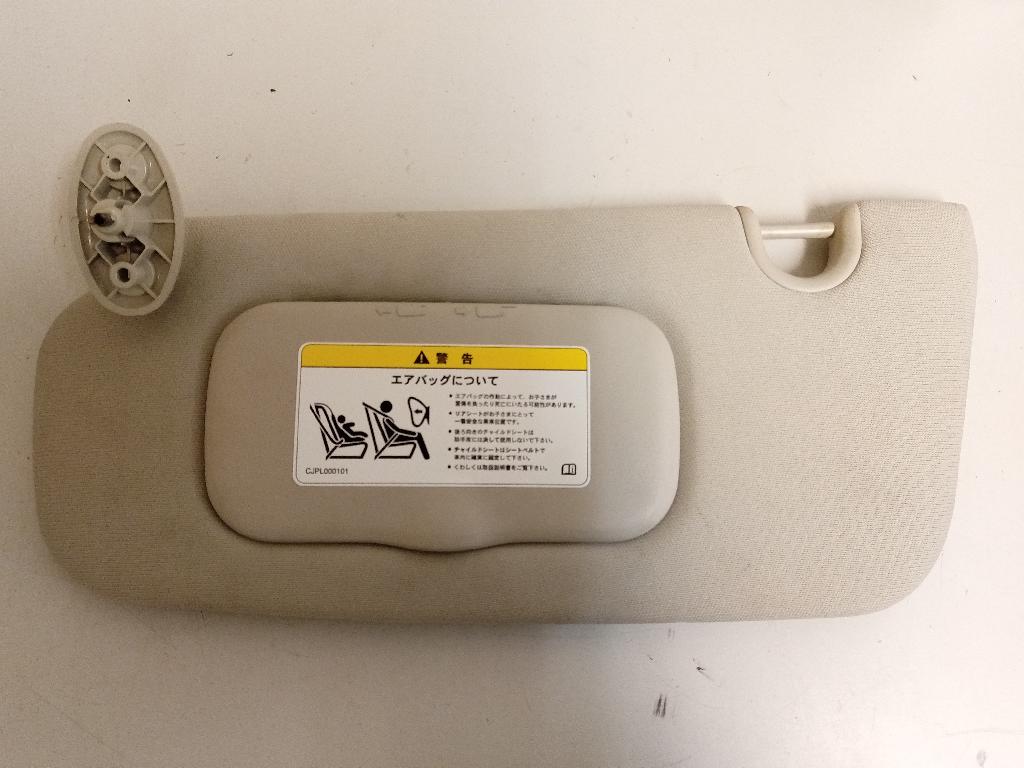 警 告
エアバッグについて
• エアバッグの作動によって、お子さまが
重傷を負ったり死亡にいたる可能性があります。
• リアシートがお子さまにとって
一番安全な乗車位置です。
• 後ろ向きのチャイルドシートは
助手席には決して使用しないで下さい。
• チャイルドシートはシートベルトで
車内に確実に固定して下さい。
• くわしくは取扱説明書をご覧下さい。
CJPL000101